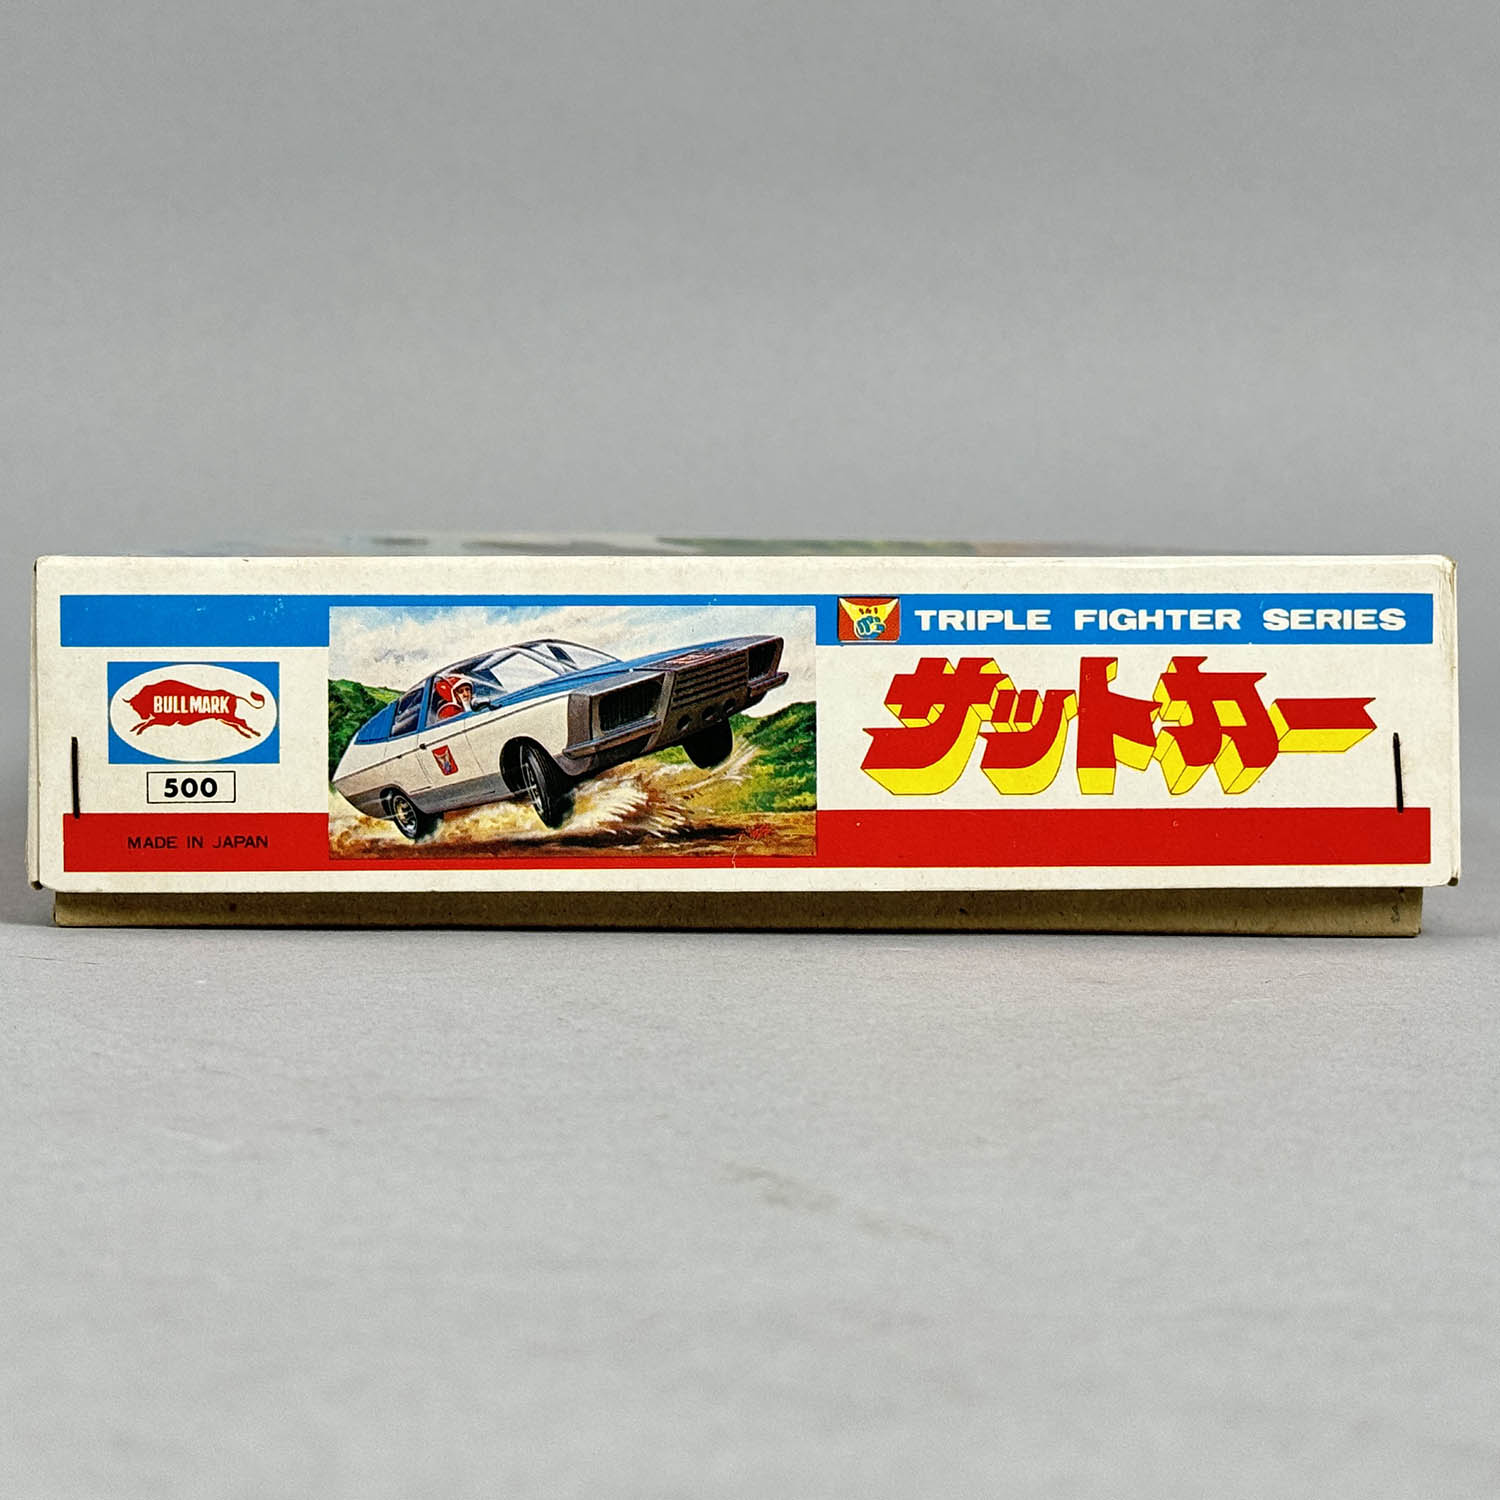 TRIPLE FIGHTER SERIES
サットカー
BULLMARK
500
MADE IN JAPAN